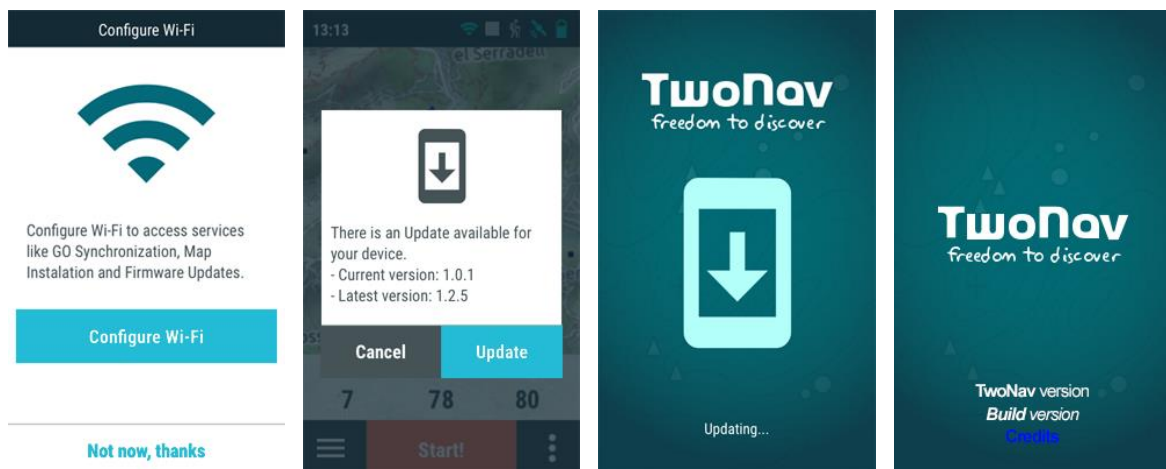 Configure Wi-Fi
Configure Wi-Fi to access services
like GO Synchronization, Map
Instalation and Firmware Updates.
Configure Wi-Fi
Not now, thanks
13:13
el Serradell
There is an Update available for
your device.
- Current version: 1.0.1
- Latest version: 1.2.5
Cancel
Update
7 78 80
Start!
TwoNav
freedom to discover
Updating...
TwoNav
freedom to discover
TwoNav version
Build version
Credits